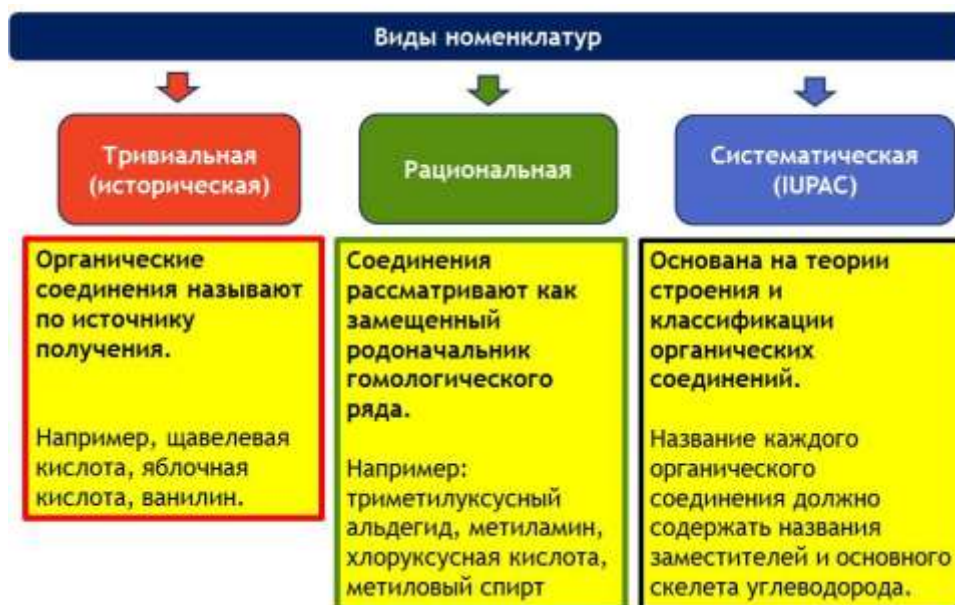 Виды номенклатур
Тривиальная
(историческая)
Рациональная
Систематическая
(IUPAC)
Органические
соединения называют
по источнику
получения.
Например, щавелевая
кислота, яблочная
кислота, ванилин.
Соединения
рассматривают как
замещенный
родоначальник
гомологического
ряда.
Например:
триметилуксусный
альдегид, метиламин,
хлоруксусная кислота,
метиловый спирт
Основана на теории
строения и
классификации
органических
соединений.
Название каждого
органического
соединения должно
содержать названия
заместителей и основного
скелета углеводорода.